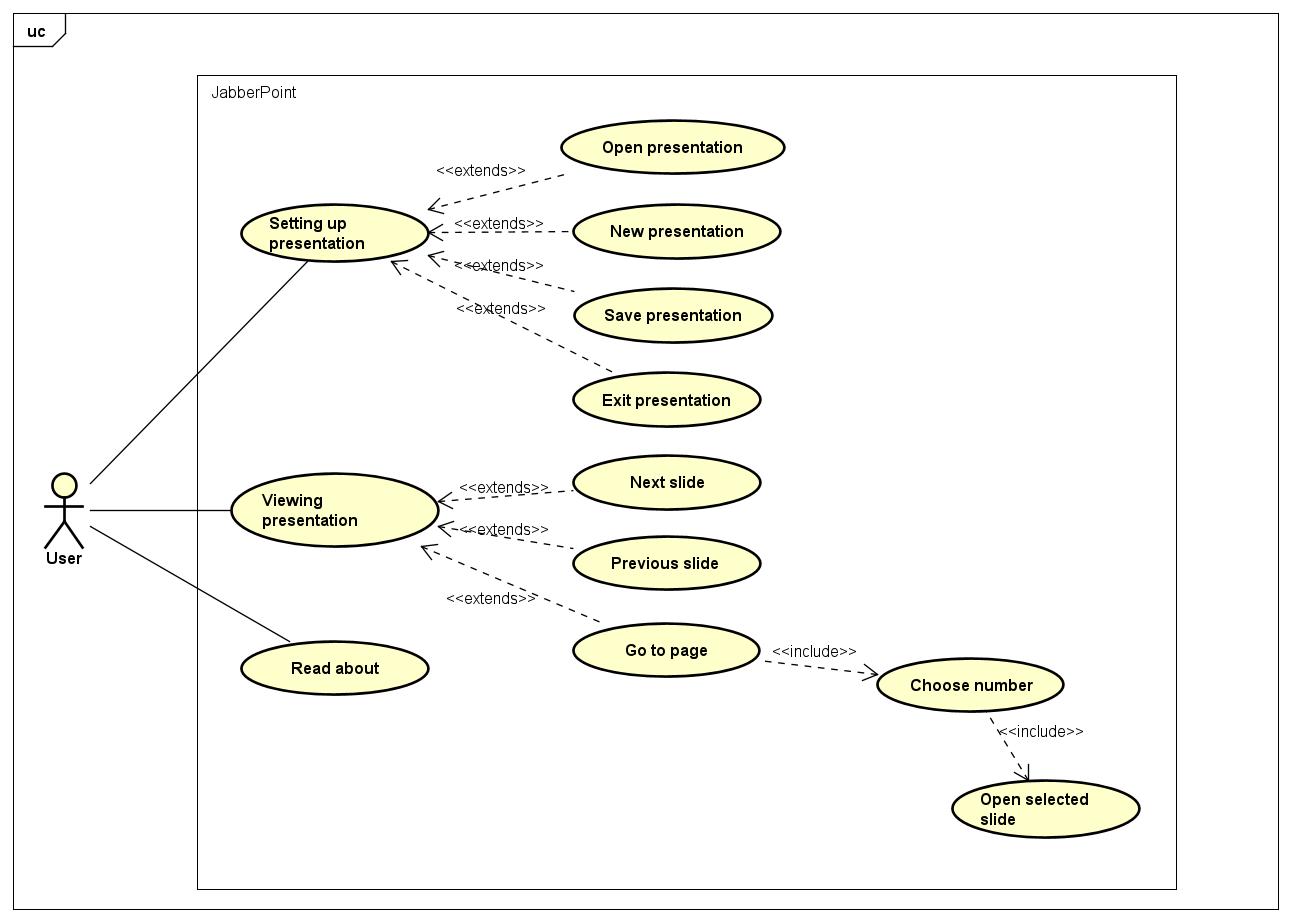 uc
JabberPoint
Open presentation
<<extends>>
Setting up
presentation
<<extends>>
New presentation
<<extends>>
Save presentation
<<extends>>
Exit presentation
Viewing
presentation
<<extends>>
Next slide
<<extends>>
Previous slide
User
<<extends>>
Go to page
<<include>>
Read about
Choose number
<<include>>
Open selected
slide